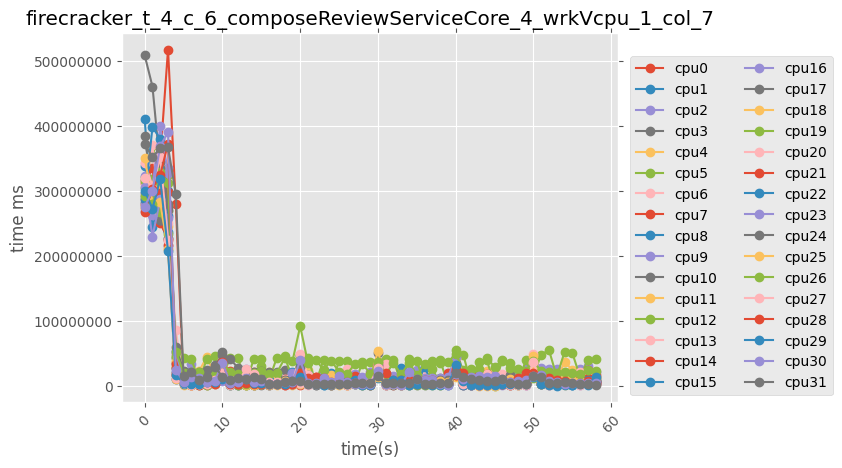 firecracker_t_4_c_6_composeReviewServiceCore_4_wrkVcpu_1_col_7
500000000
400000000
300000000
200000000
100000000
0
time ms
0
10
20
30
40
50
60
time(s)
cpu0
cpu1
cpu2
cpu3
cpu4
cpu5
cpu6
cpu7
cpu8
cpu9
cpu10
cpu11
cpu12
cpu13
cpu14
cpu15
cpu16
cpu17
cpu18
cpu19
cpu20
cpu21
cpu22
cpu23
cpu24
cpu25
cpu26
cpu27
cpu28
cpu29
cpu30
cpu31